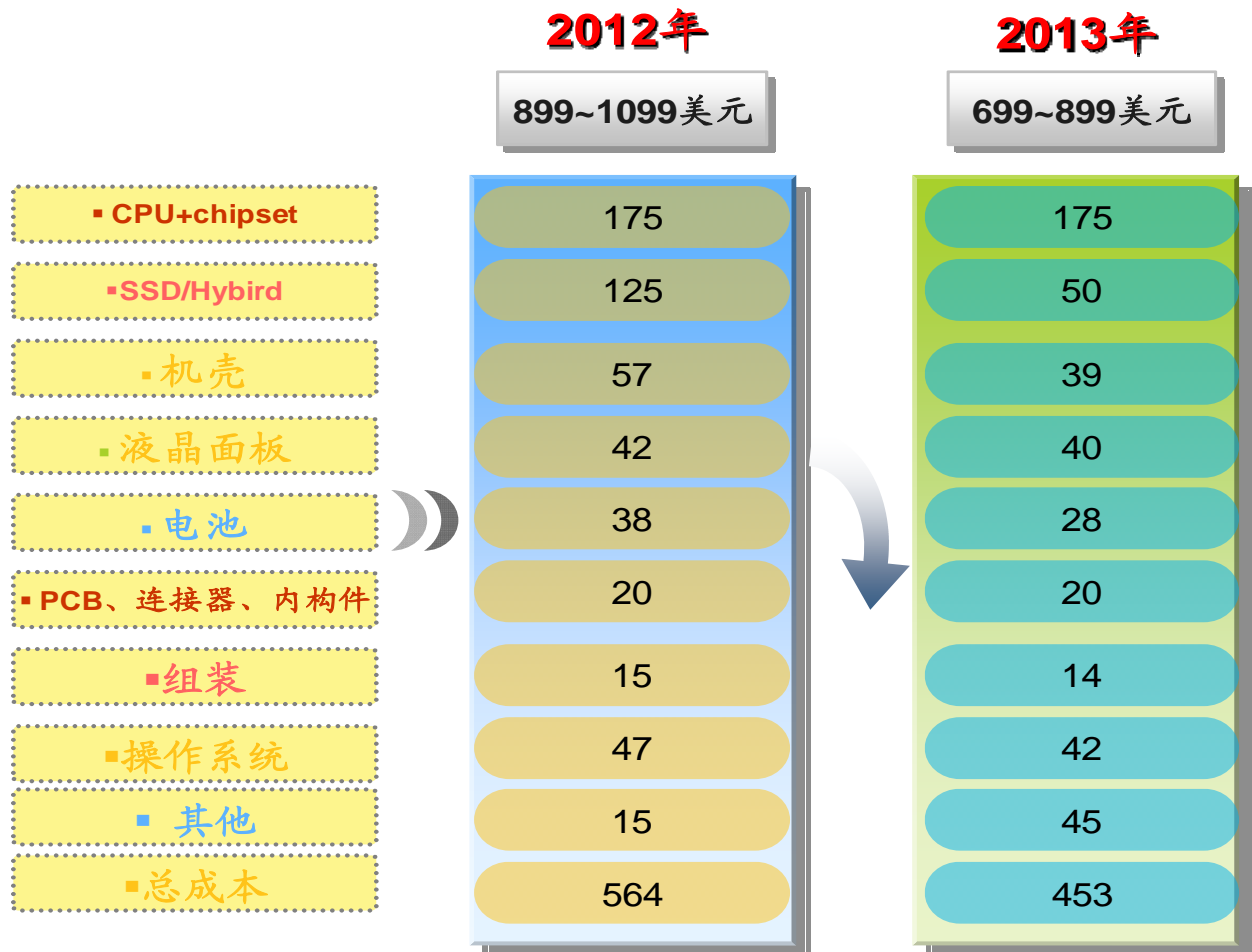 2012年 2013年
899~1099美元 699~899美元
▪ CPU+chipset 175 175
▪SSD/Hybird 125 50
▪机壳 57 39
▪液晶面板 42 40
▪电池 38 28
▪ PCB、连接器、内构件 20 20
▪组装 15 14
▪操作系统 47 42
▪ 其他 15 45
▪总成本 564 453